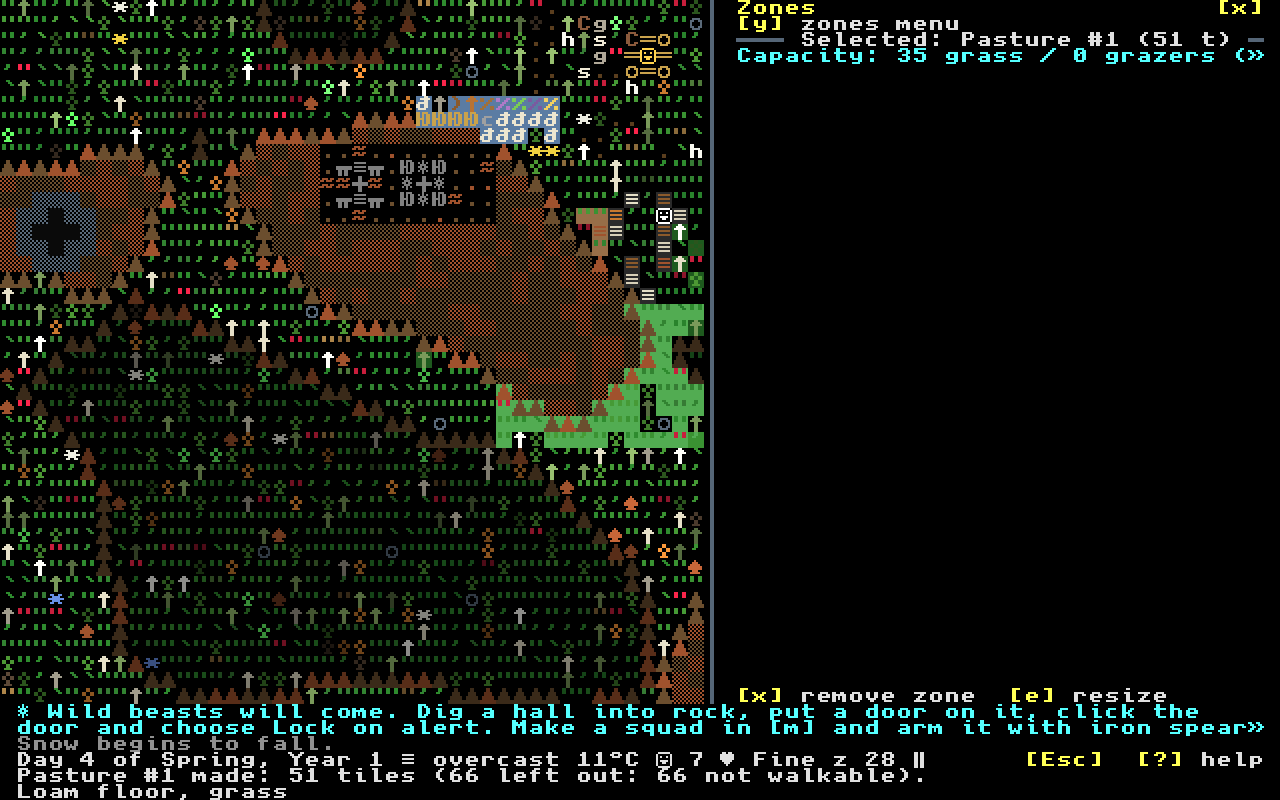 Zones [x]
[y] zones menu
Selected: Pasture #1 (51 t)
Capacity: 35 grass / 0 grazers (»
[x] remove zone [e] resize
* Wild beasts will come. Dig a hall into rock, put a door on it, click the
door and choose Lock on alert. Make a squad in [m] and arm it with iron spear»
Snow begins to fall.
Day 4 of Spring, Year 1 ≡ overcast 11°C ☺ 7 ♥ Fine z 28 ‖ [Esc] [?] help
Pasture #1 made: 51 tiles (66 left out: 66 not walkable).
Loam floor, grass